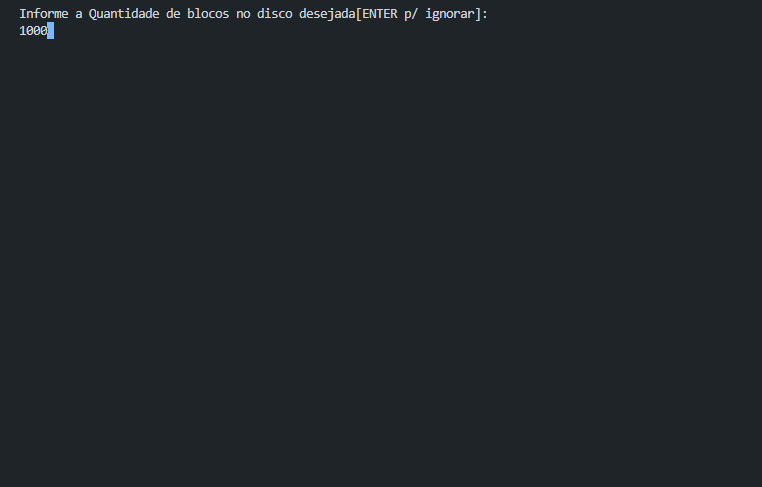 Informe a Quantidade de blocos no disco desejada[ENTER p/ ignorar]:
1000